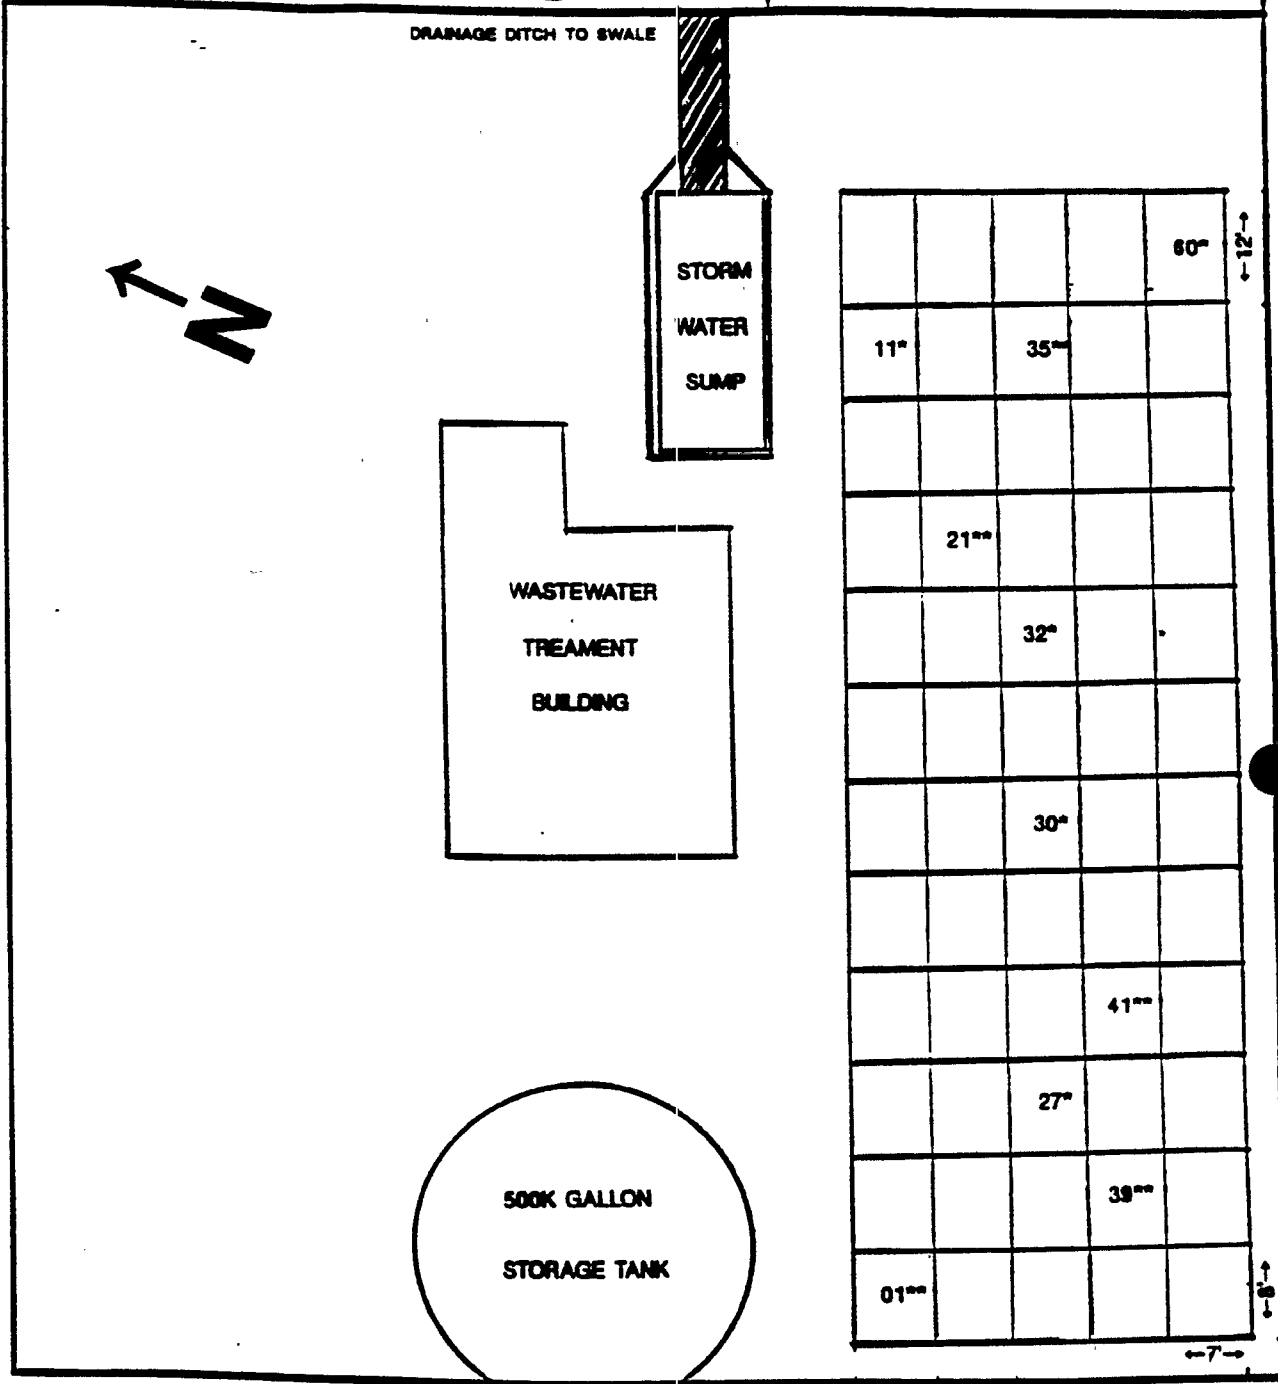 DRAINAGE DITCH TO SWALE
N
STORM
WATER
SUMP
60*
←12'→
11*
35**
21**
WASTEWATER
TREAMENT
BUILDING
32*
30*
41**
27*
39**
500K GALLON
STORAGE TANK
01**
←8'→
←7'→